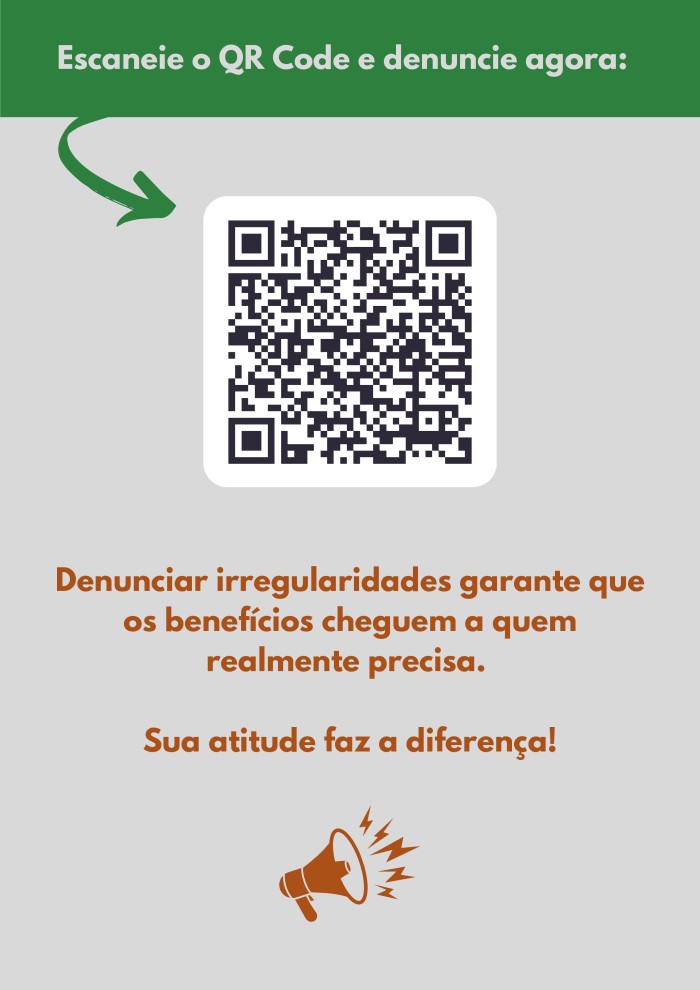 Escaneie o QR Code e denuncie agora:
Denunciar irregularidades garante que
os benefícios cheguem a quem
realmente precisa.
Sua atitude faz a diferença!